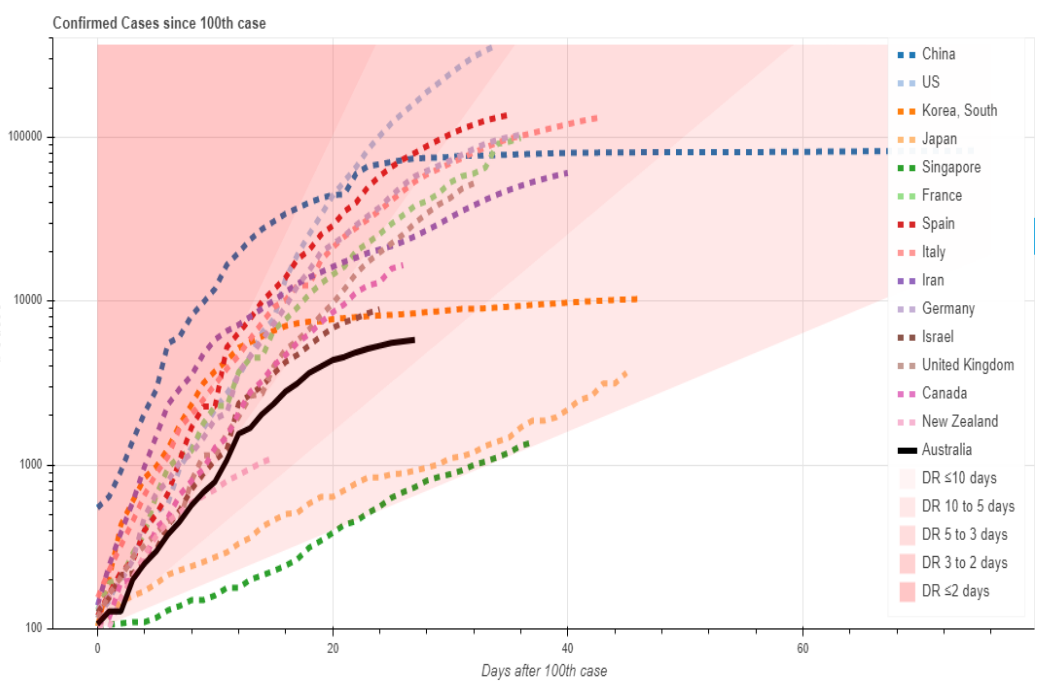 Confirmed Cases since 100th case
100000
10000
1000
100
0
20
40
60
Days after 100th case
China
US
Korea, South
Japan
Singapore
France
Spain
Italy
Iran
Germany
Israel
United Kingdom
Canada
New Zealand
Australia
DR ≤10 days
DR 10 to 5 days
DR 5 to 3 days
DR 3 to 2 days
DR ≤2 days